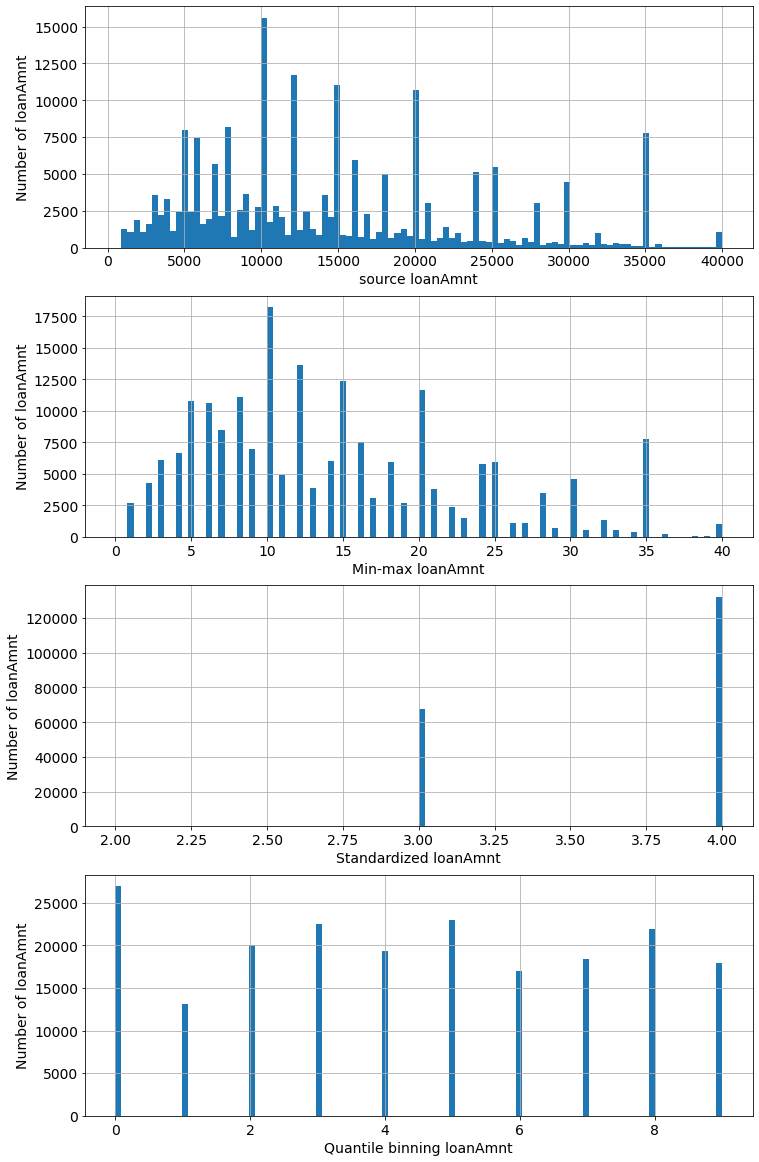 15000
12500
10000
7500
5000
2500
0
Number of loanAmnt
0 5000 10000 15000 20000 25000 30000 35000 40000
source loanAmnt
17500
15000
12500
10000
7500
5000
2500
0
Number of loanAmnt
0 5 10 15 20 25 30 35 40
Min-max loanAmnt
120000
100000
80000
60000
40000
20000
0
Number of loanAmnt
2.00 2.25 2.50 2.75 3.00 3.25 3.50 3.75 4.00
Standardized loanAmnt
25000
20000
15000
10000
5000
0
Number of loanAmnt
0 2 4 6 8
Quantile binning loanAmnt